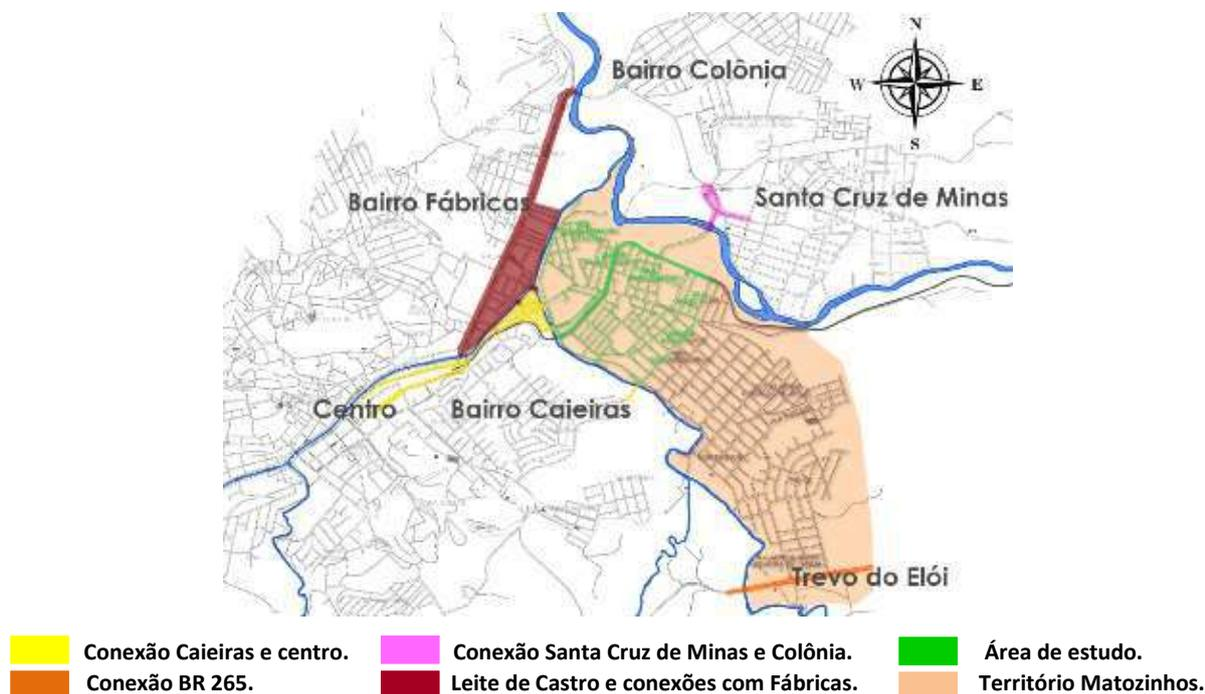 N
Bairro Colônia
W E
S
Bairro Fábricas
Santa Cruz de Minas
Centro
Bairro Caieiras
Trevo do Elói
Conexão Caieiras e centro.
Conexão Santa Cruz de Minas e Colônia.
Área de estudo.
Conexão BR 265.
Leite de Castro e conexões com Fábricas.
Território Matozinhos.